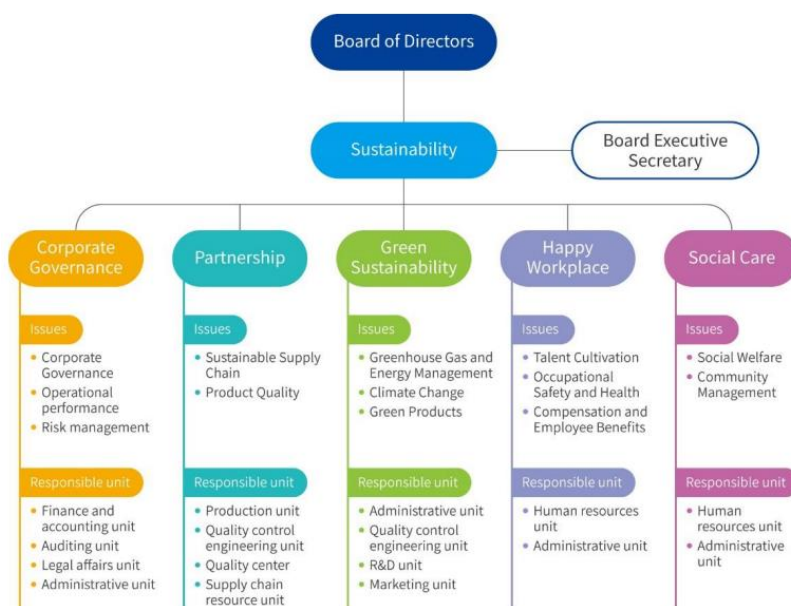 Board of Directors
Sustainability
Board Executive
Secretary
Corporate
Governance
Issues
• Corporate
Governance
• Operational
performance
• Risk management
Responsible unit
• Finance and
accounting unit
• Auditing unit
• Legal affairs unit
• Administrative unit
Partnership
Issues
• Sustainable Supply
Chain
• Product Quality
Responsible unit
• Production unit
• Quality control
engineering unit
• Quality center
• Supply chain
resource unit
Green
Sustainability
Issues
• Greenhouse Gas and
Energy Management
• Climate Change
• Green Products
Responsible unit
• Administrative unit
• Quality control
engineering unit
• R&D unit
• Marketing unit
Happy
Workplace
Issues
• Talent Cultivation
• Occupational
Safety and Health
• Compensation and
Employee Benefits
Responsible unit
• Human resources
unit
• Administrative unit
Social Care
Issues
• Social Welfare
• Community
Management
Responsible unit
• Human
resources unit
• Administrative
unit